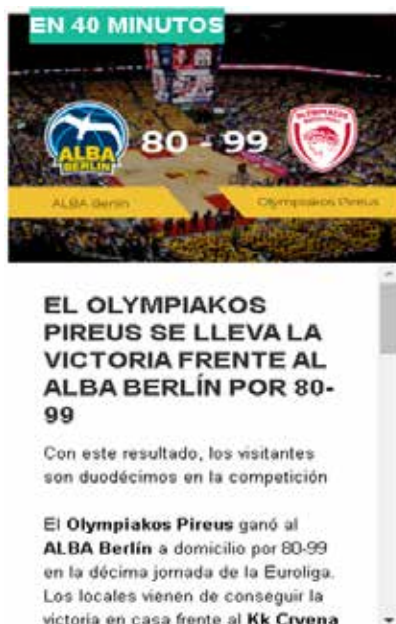 EN 40 MINUTOS
ALBA BERLIN
80 - 99
OLYMPIAKOS
ALBA Berlín
Olympiakos Pireus
EL OLYMPIAKOS
PIREUS SE LLEVA LA
VICTORIA FRENTE AL
ALBA BERLÍN POR 80-
99
Con este resultado, los visitantes
son duodécimos en la competición
El Olympiakos Pireus ganó al
ALBA Berlín a domicilio por 80-99
en la décima jornada de la Euroliga.
Los locales vienen de conseguir la
victoria en casa frente al Kk Crvena